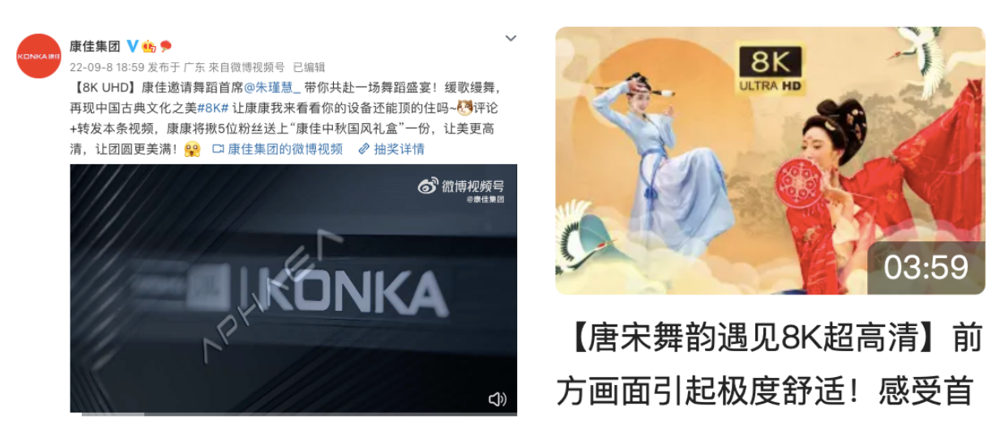 康佳集团
KONKA 康佳
22-09-8 18:59 发布于 广东 來自微博视频号 已编辑
【8K UHD】康佳邀请舞蹈首席@朱瑾慧_ 带你共赴一场舞蹈盛宴！缓歌缦舞，
再现中国古典文化之美#8K# 让康康我来看看你的设备还能顶的住吗~评论
+转发本条视频，康康将揪5位粉丝送上“康佳中秋国风礼盒”一份，让美更高
清，让团圆更美满！ 康佳集团的微博视频 抽奖详情
微博视频号
@康佳集团
KONKA
APHAEA
8K
ULTRA HD
03:59
【唐宋舞韵遇见8K超高清】前
方画面引起极度舒适！感受首